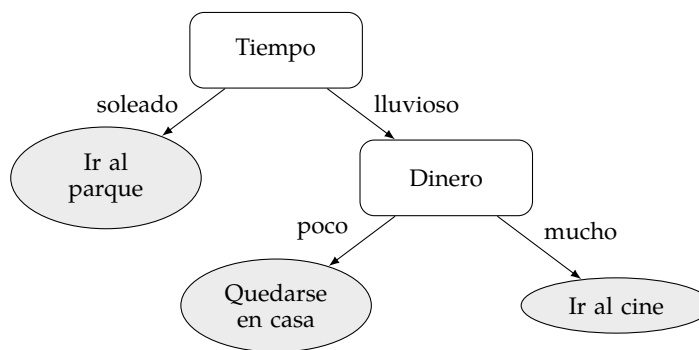 Tiempo
soleado
lluvioso
Ir al
parque
Dinero
poco
mucho
Quedarse
en casa
Ir al cine